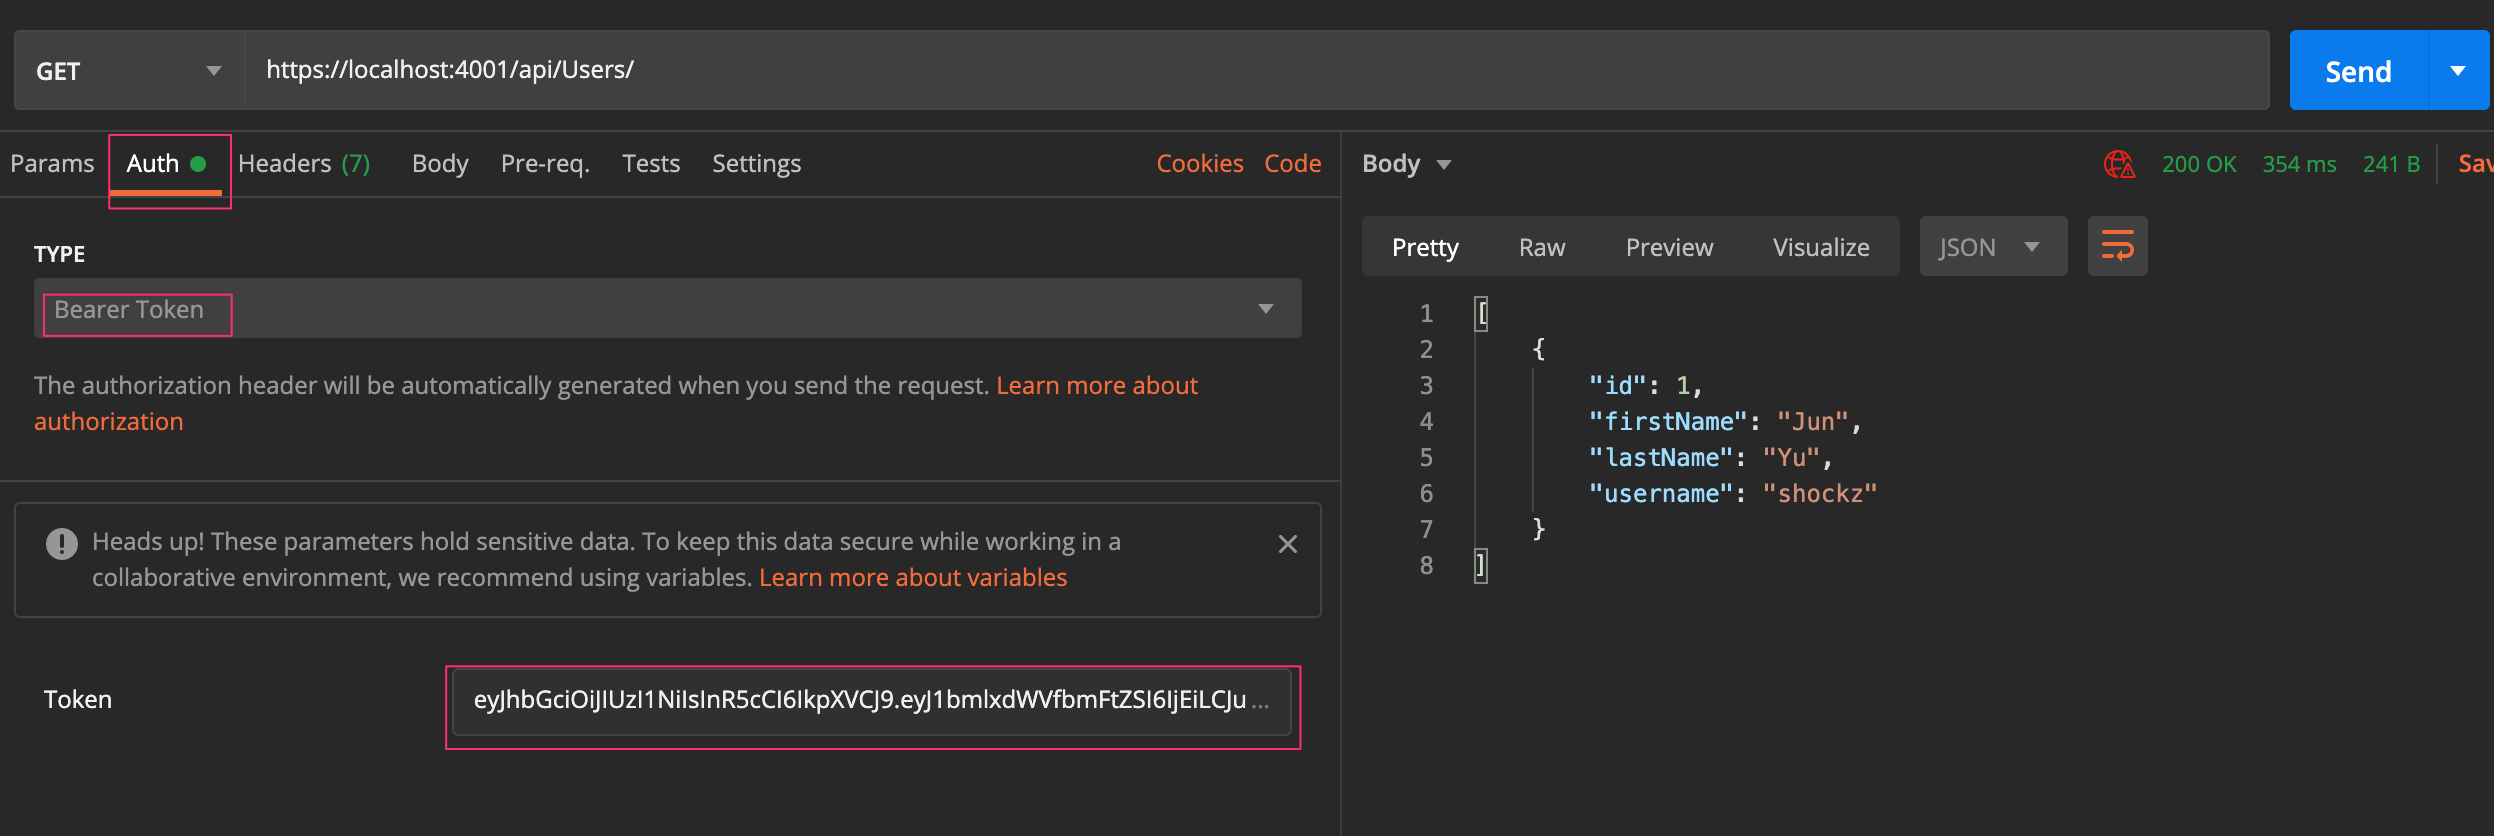 GET https://localhost:4001/api/Users/ Send
Params Auth Headers (7) Body Pre-req. Tests Settings Cookies Code
TYPE
Bearer Token
The authorization header will be automatically generated when you send the request. Learn more about
authorization
! Heads up! These parameters hold sensitive data. To keep this data secure while working in a
collaborative environment, we recommend using variables. Learn more about variables
Token eyJhbGciOiJIUzI1NiIsInR5cCI6IkpXVCJ9.eyJ1bmlxdWVfbmFtZSI6IjEiLCJu ...
Body 200 OK 354 ms 241 B Sav
Pretty Raw Preview Visualize JSON
1 [
2 {
3 "id": 1,
4 "firstName": "Jun",
5 "lastName": "Yu",
6 "username": "shockz"
7 }
8 ]